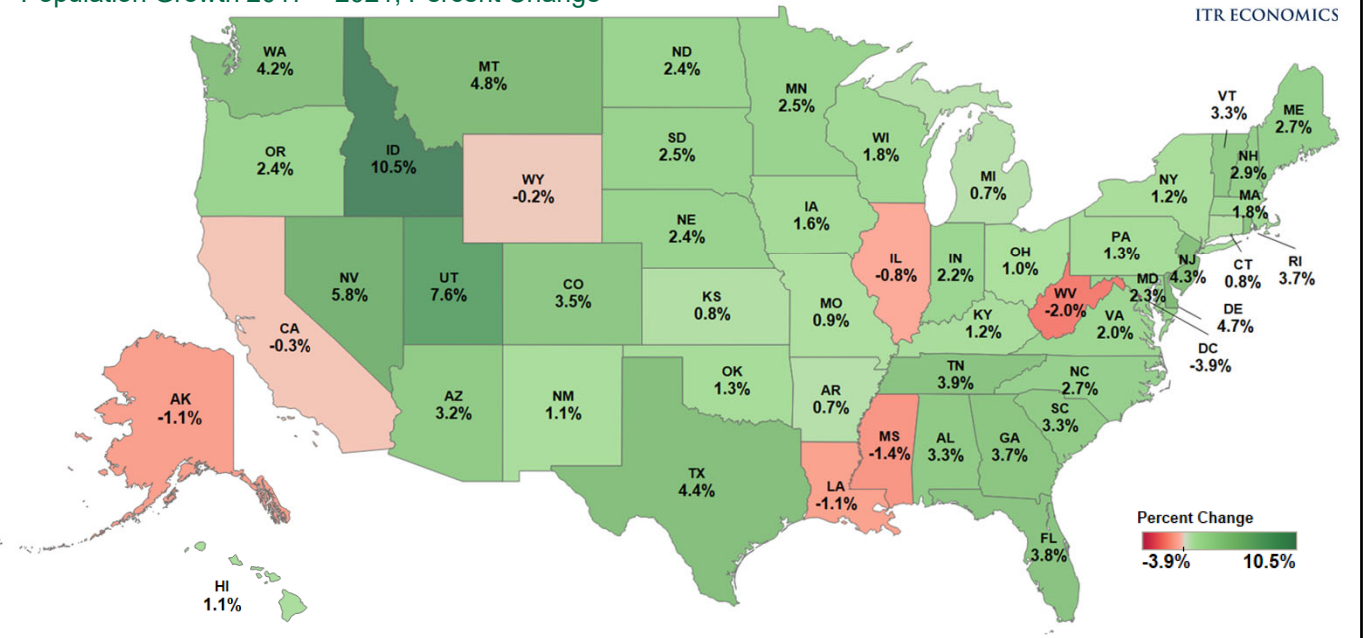 Population Growth 2017 – 2021, Percent Change
ITR ECONOMICS
WA
4.2%
MT
4.8%
ND
2.4%
MN
2.5%
VT
3.3%
ME
2.7%
OR
2.4%
ID
10.5%
WY
-0.2%
SD
2.5%
WI
1.8%
MI
0.7%
NY
1.2%
NH
2.9%
MA
1.8%
NE
2.4%
IA
1.6%
IL
-0.8%
IN
2.2%
OH
1.0%
PA
1.3%
NJ
4.3%
CT
0.8%
RI
3.7%
NV
5.8%
UT
7.6%
CO
3.5%
KS
0.8%
MO
0.9%
KY
1.2%
WV
-2.0%
MD
2.3%
VA
2.0%
DE
4.7%
DC
-3.9%
CA
-0.3%
AZ
3.2%
NM
1.1%
OK
1.3%
AR
0.7%
TN
3.9%
NC
2.7%
SC
3.3%
AK
-1.1%
TX
4.4%
LA
-1.1%
MS
-1.4%
AL
3.3%
GA
3.7%
FL
3.8%
HI
1.1%
Percent Change
-3.9% 10.5%